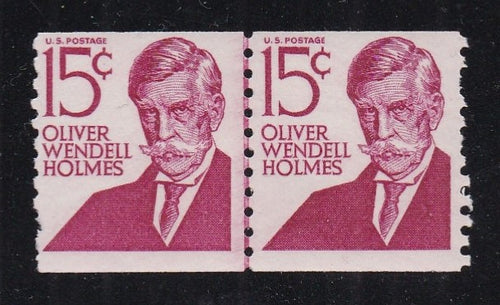 U.S. POSTAGE
15¢
OLIVER
WENDELL
HOLMES
U.S. POSTAGE
15¢
OLIVER
WENDELL
HOLMES